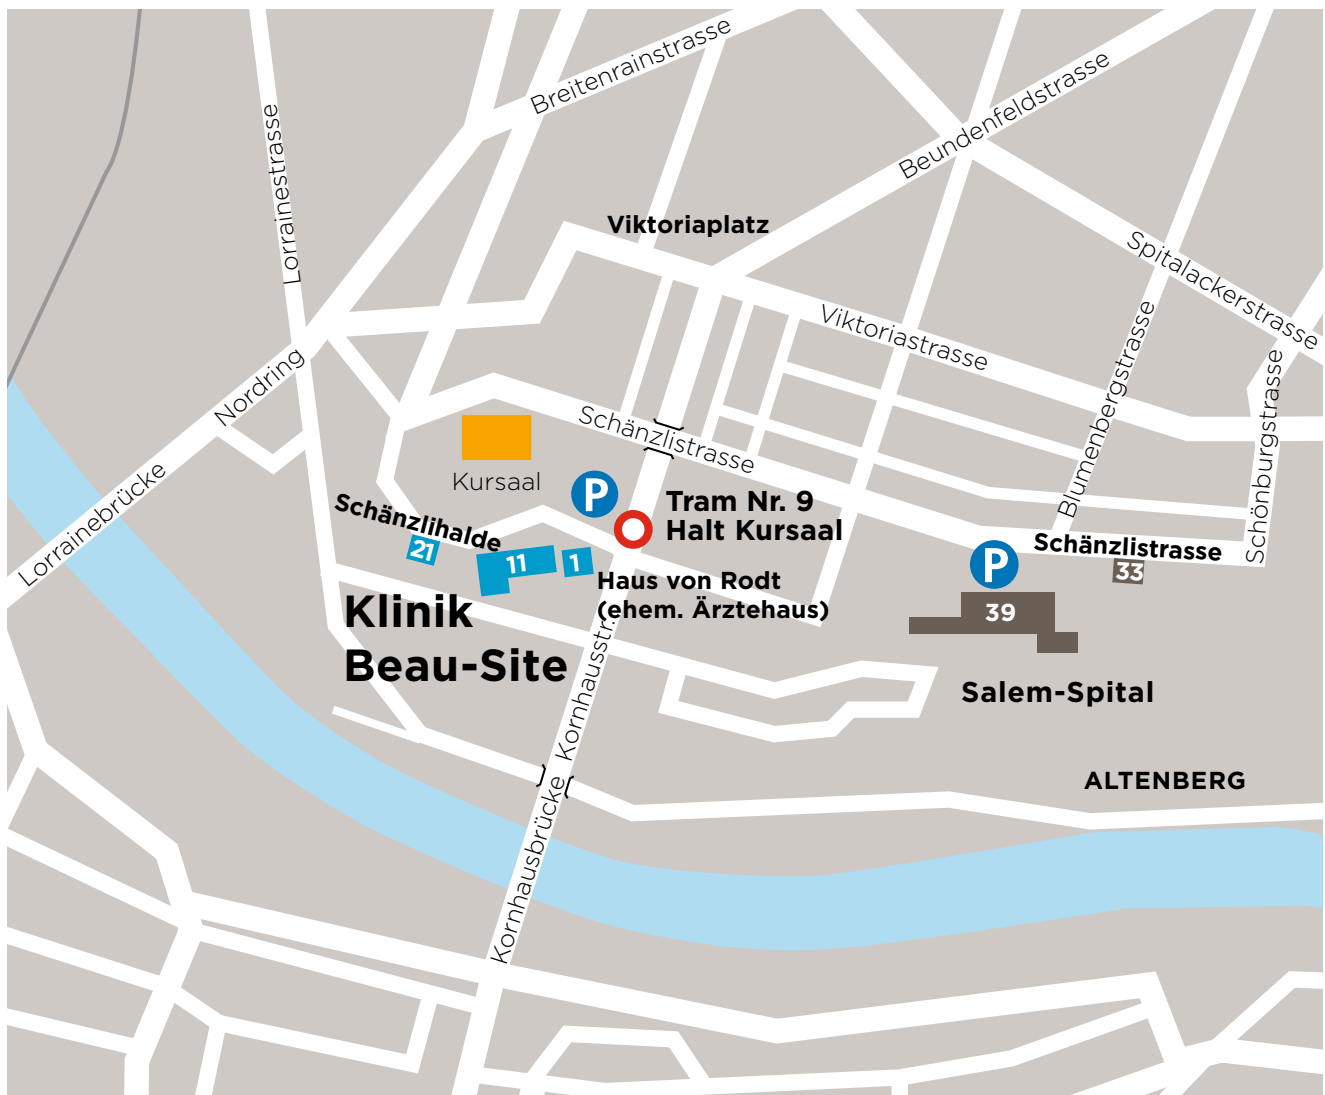 Breitenrainstrasse
Beundenfeldstrasse
Lorrainestrasse
Viktoriaplatz
Spitalackerstrasse
Viktoriastrasse
Blumenbergstrasse
Nordring
Schönburgstrasse
Schänzlistrasse
Kursaal
P
Lorrainebrücke
Schänzlihalde
Tram Nr. 9
Halt Kursaal
21
11
1
P
Schänzlistrasse
33
Haus von Rodt
(ehem. Ärztehaus)
39
Klinik
Beau-Site
Kornhausstr.
Salem-Spital
ALTENBERG
Kornhausbrücke